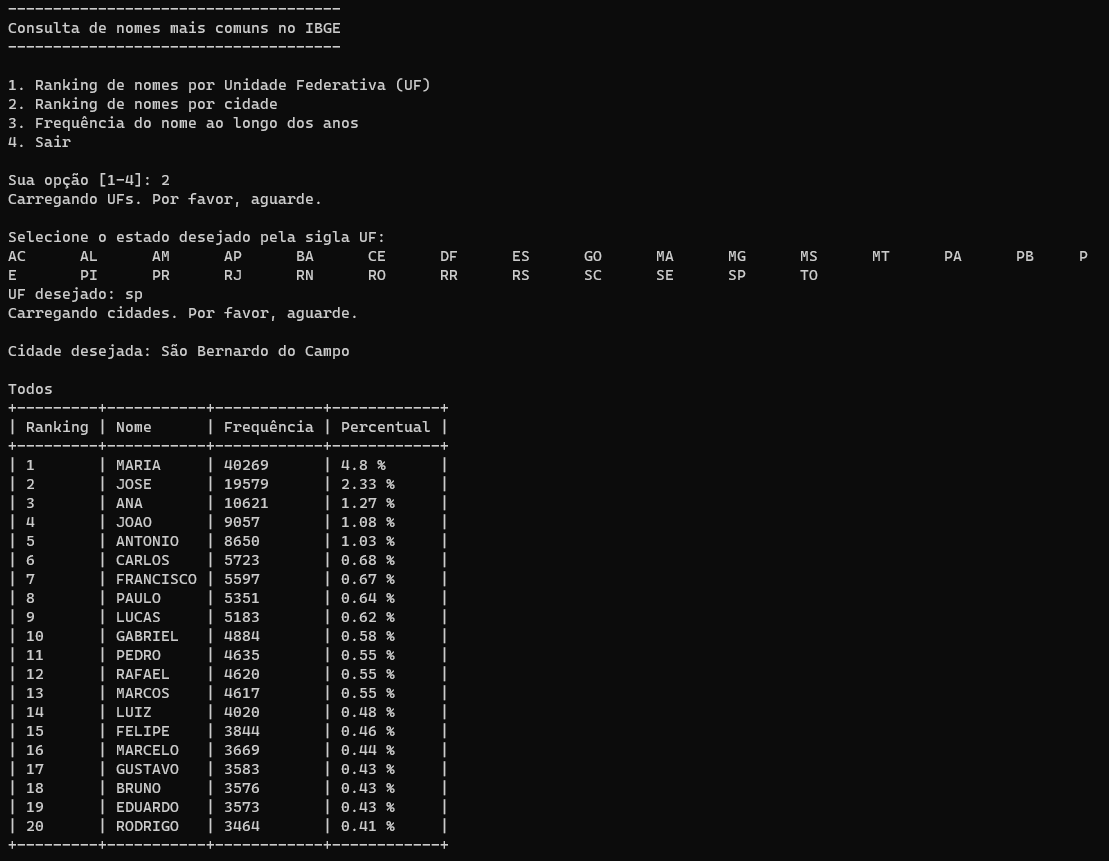 -------------------------------------
Consulta de nomes mais comuns no IBGE
-------------------------------------
1. Ranking de nomes por Unidade Federativa (UF)
2. Ranking de nomes por cidade
3. Frequência do nome ao longo dos anos
4. Sair
Sua opção [1-4]: 2
Carregando UFs. Por favor, aguarde.
Selecione o estado desejado pela sigla UF:
AC      AL      AM      AP      BA      CE      DF      ES      GO      MA      MG      MS      MT      PA      PB     P
E       PI      PR      RJ      RN      RO      RR      RS      SC      SE      SP      TO
UF desejado: sp
Carregando cidades. Por favor, aguarde.
Cidade desejada: São Bernardo do Campo
Todos
+---------+-----------+------------+------------+
| Ranking | Nome      | Frequência | Percentual |
+---------+-----------+------------+------------+
| 1       | MARIA     | 40269      | 4.8 %      |
| 2       | JOSE      | 19579      | 2.33 %     |
| 3       | ANA       | 10621      | 1.27 %     |
| 4       | JOAO      | 9057       | 1.08 %     |
| 5       | ANTONIO   | 8650       | 1.03 %     |
| 6       | CARLOS    | 5723       | 0.68 %     |
| 7       | FRANCISCO | 5597       | 0.67 %     |
| 8       | PAULO     | 5351       | 0.64 %     |
| 9       | LUCAS     | 5183       | 0.62 %     |
| 10      | GABRIEL   | 4884       | 0.58 %     |
| 11      | PEDRO     | 4635       | 0.55 %     |
| 12      | RAFAEL    | 4620       | 0.55 %     |
| 13      | MARCOS    | 4617       | 0.55 %     |
| 14      | LUIZ      | 4020       | 0.48 %     |
| 15      | FELIPE    | 3844       | 0.46 %     |
| 16      | MARCELO   | 3669       | 0.44 %     |
| 17      | GUSTAVO   | 3583       | 0.43 %     |
| 18      | BRUNO     | 3576       | 0.43 %     |
| 19      | EDUARDO   | 3573       | 0.43 %     |
| 20      | RODRIGO   | 3464       | 0.41 %     |
+---------+-----------+------------+------------+